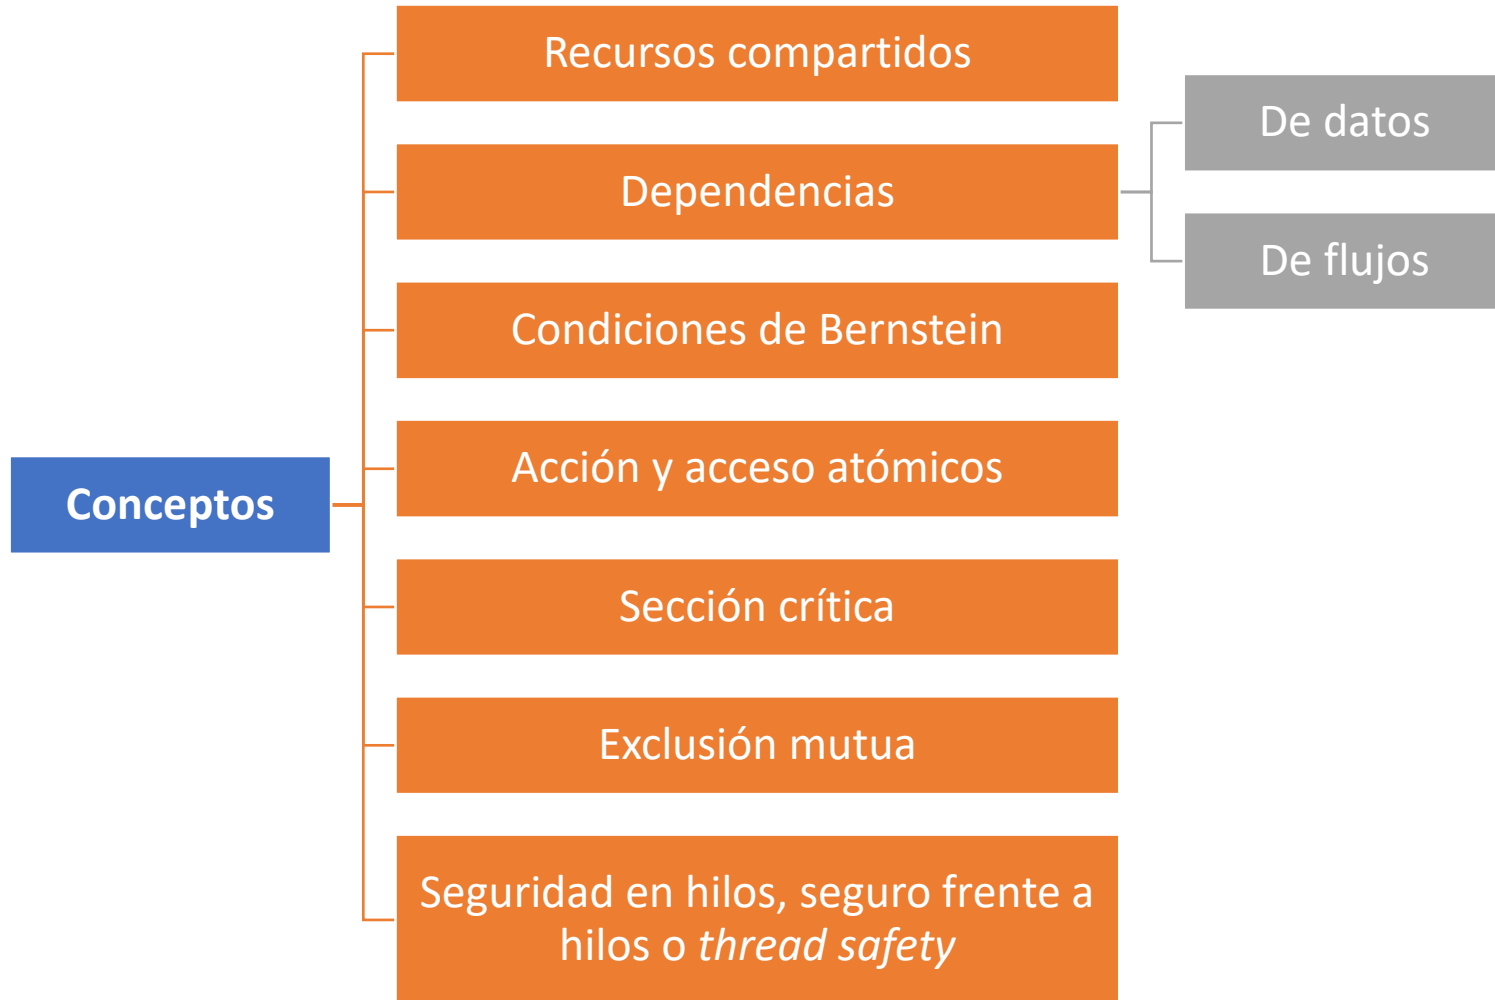 Recursos compartidos
De datos
Dependencias
De flujos
Condiciones de Bernstein
Acción y acceso atómicos
Conceptos
Sección crítica
Exclusión mutua
Seguridad en hilos, seguro frente a
hilos o thread safety